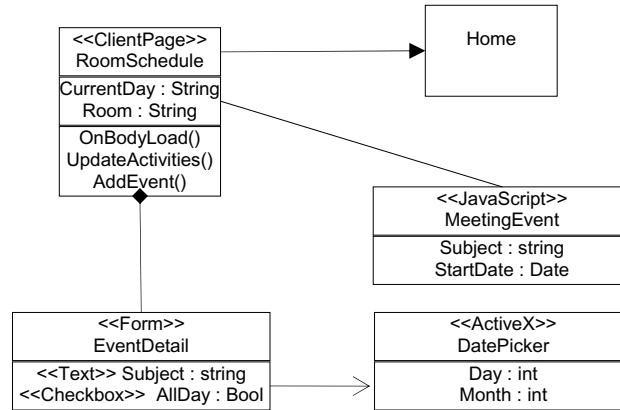 <<ClientPage>>
RoomSchedule
CurrentDay : String
Room : String
OnBodyLoad()
UpdateActivities()
AddEvent()
Home
<<JavaScript>>
MeetingEvent
Subject : string
StartDate : Date
<<Form>>
EventDetail
<<Text>> Subject : string
<<Checkbox>> AllDay : Bool
<<ActiveX>>
DatePicker
Day : int
Month : int